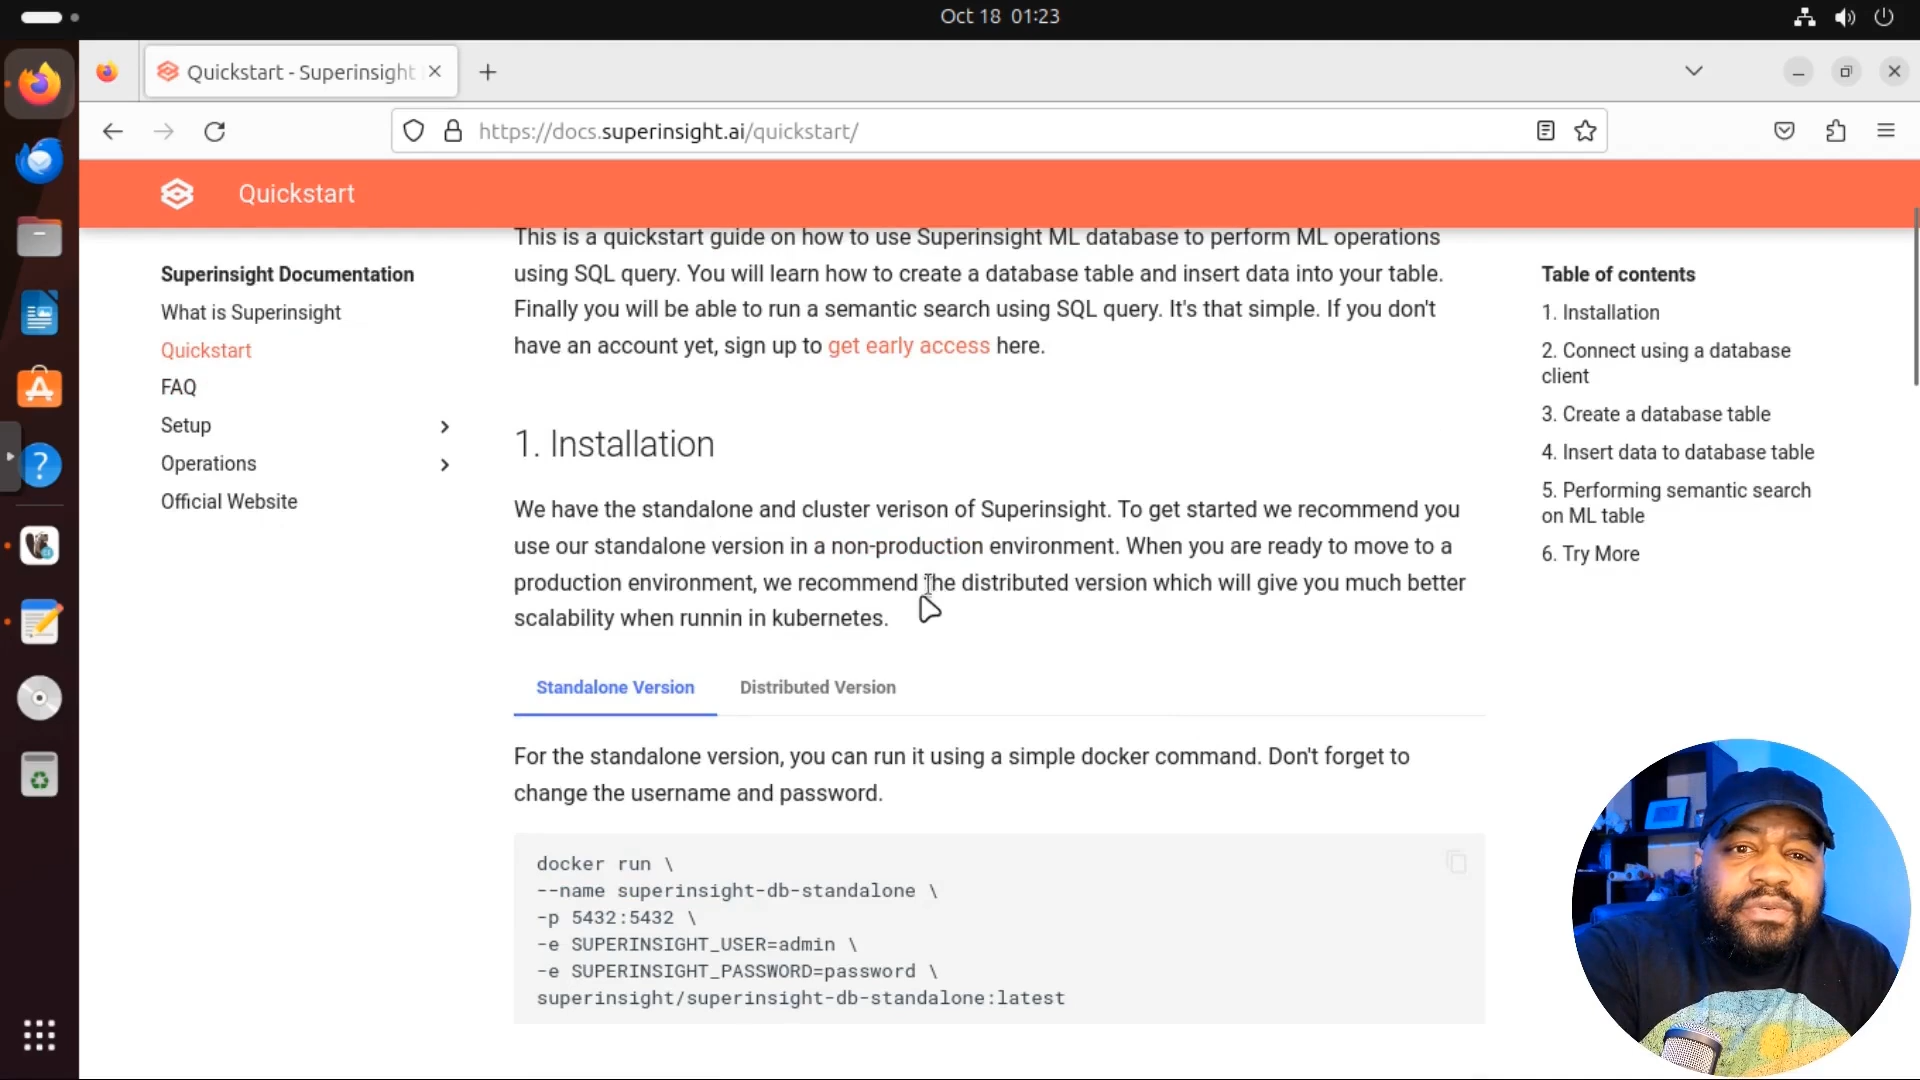 Oct 18 01:23
Quickstart - Superinsight
https://docs.superinsight.ai/quickstart/
Quickstart
Superinsight Documentation
What is Superinsight
Quickstart
FAQ
Setup
Operations
Official Website
This is a quickstart guide on how to use Superinsight ML database to perform ML operations
using SQL query. You will learn how to create a database table and insert data into your table.
Finally you will be able to run a semantic search using SQL query. It's that simple. If you don't
have an account yet, sign up to get early access here.
1. Installation
We have the standalone and cluster verison of Superinsight. To get started we recommend you
use our standalone version in a non-production environment. When you are ready to move to a
production environment, we recommend the distributed version which will give you much better
scalability when runnin in kubernetes.
Standalone Version
Distributed Version
For the standalone version, you can run it using a simple docker command. Don't forget to
change the username and password.
docker run \
--name superinsight-db-standalone \
-p 5432:5432 \
-e SUPERINSIGHT_USER=admin \
-e SUPERINSIGHT_PASSWORD=password \
superinsight/superinsight-db-standalone:latest
Table of contents
1. Installation
2. Connect using a database
client
3. Create a database table
4. Insert data to database table
5. Performing semantic search
on ML table
6. Try More